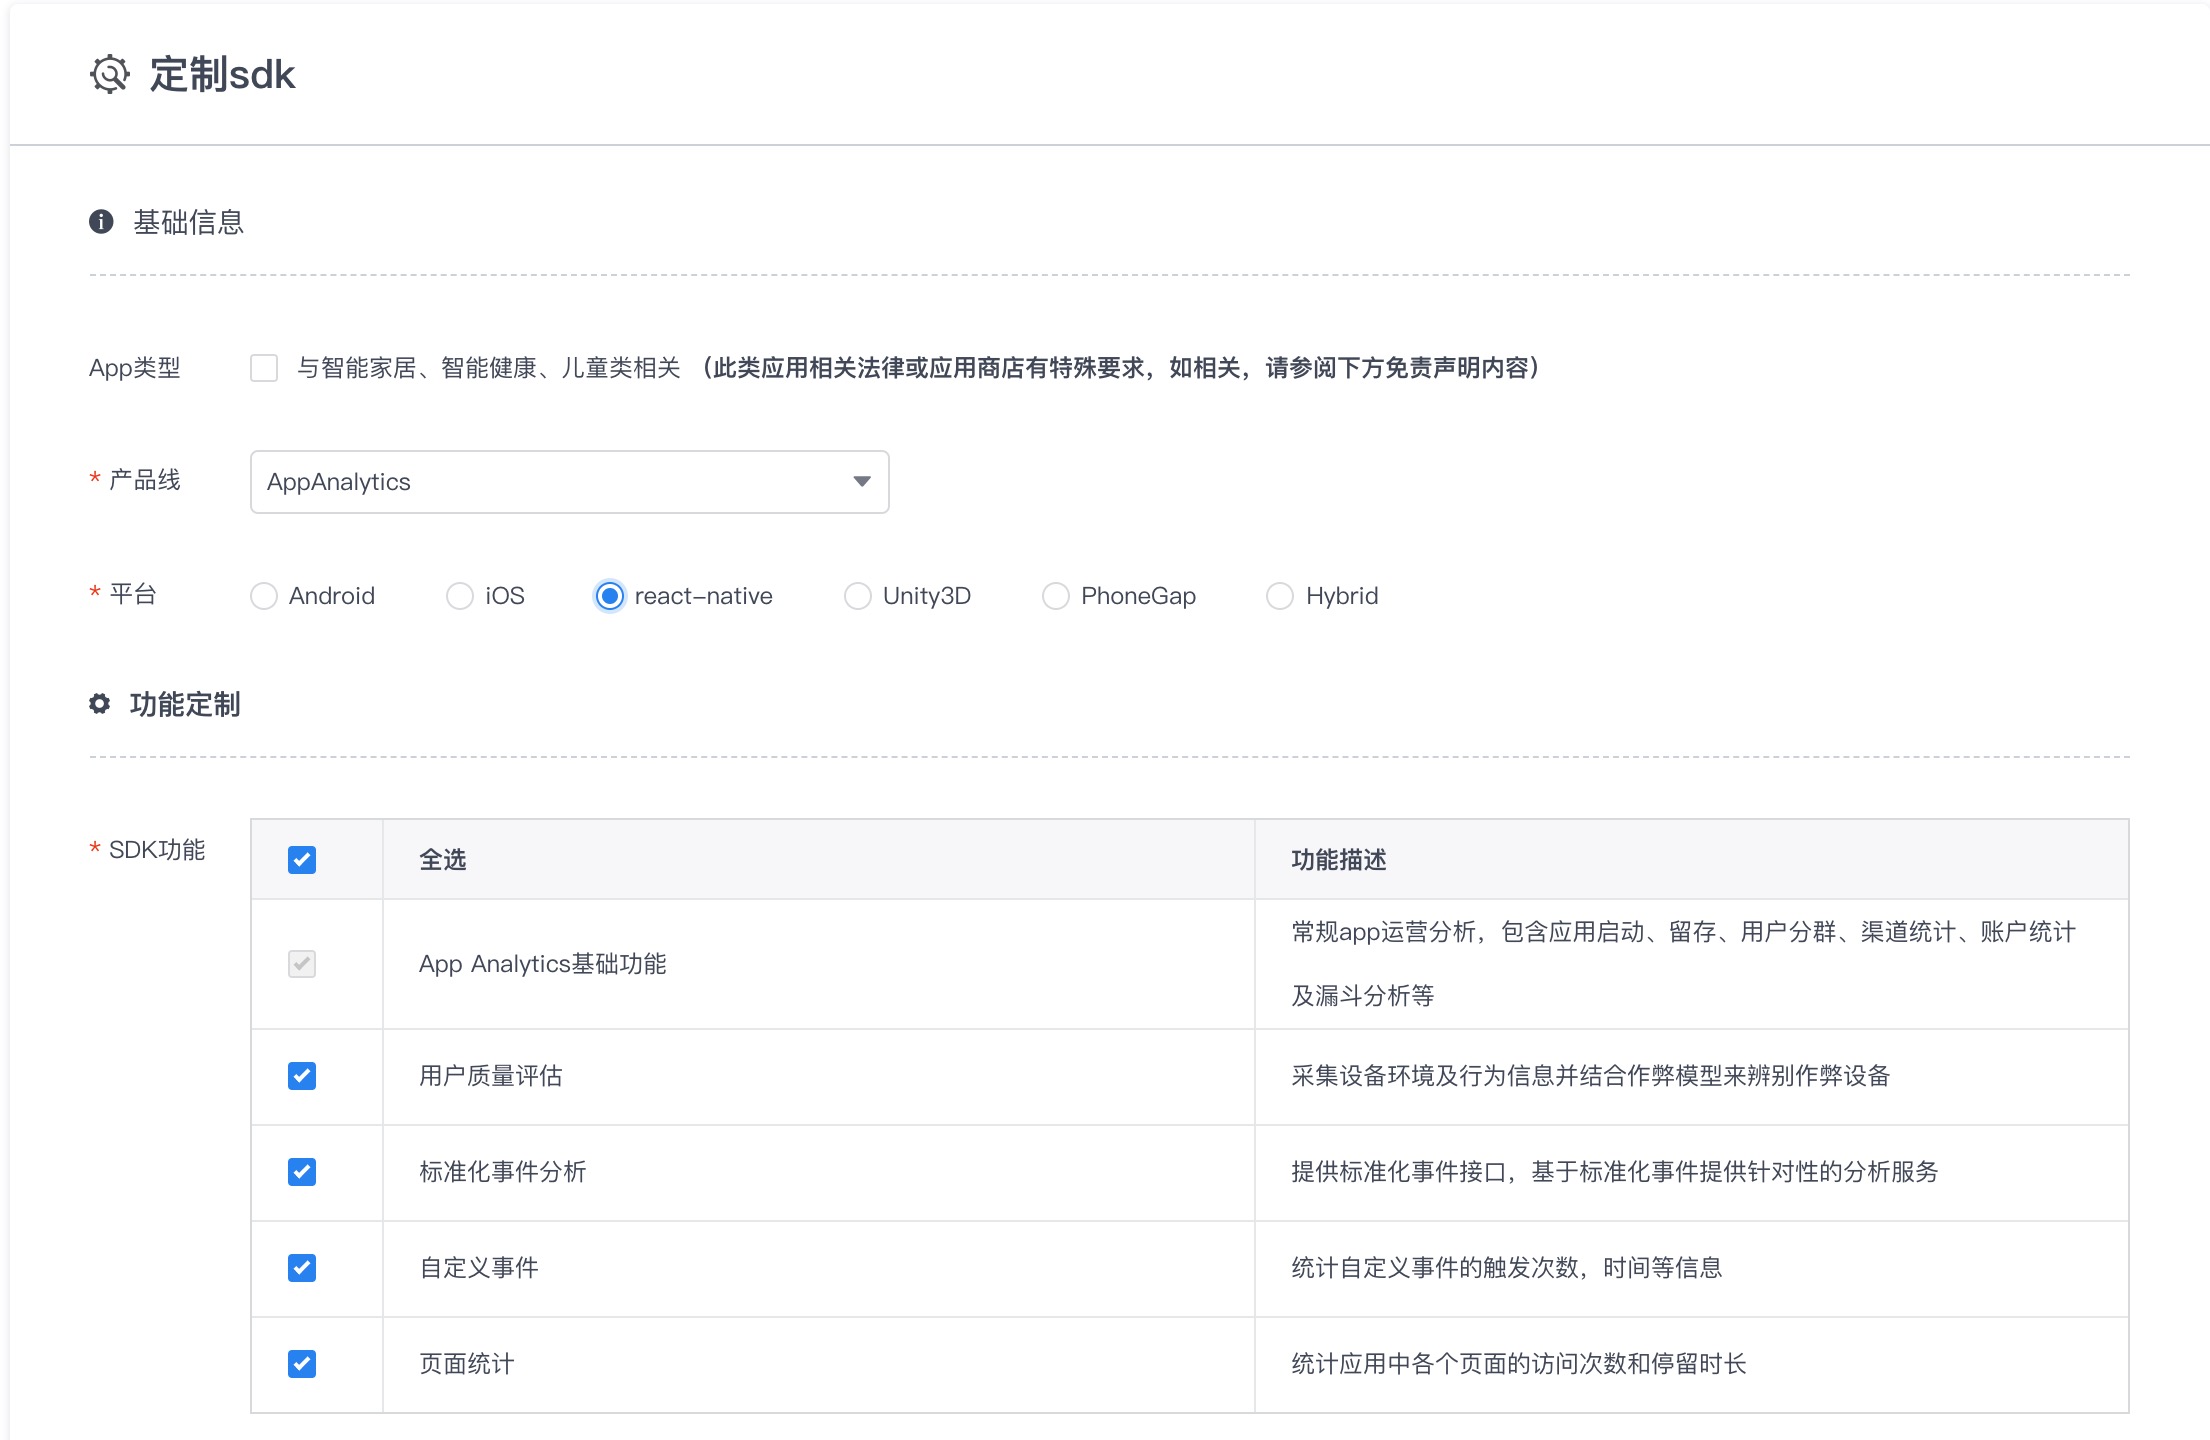 定制sdk
基础信息
App类型 与智能家居、智能健康、儿童类相关 （此类应用相关法律或应用商店有特殊要求，如相关，请参阅下方免责声明内容）
* 产品线 AppAnalytics
* 平台 Android iOS react-native Unity3D PhoneGap Hybrid
功能定制
* SDK功能 全选 功能描述
App Analytics基础功能 常规app运营分析，包含应用启动、留存、用户分群、渠道统计、账户统计
及漏斗分析等
用户质量评估 采集设备环境及行为信息并结合作弊模型来辨别作弊设备
标准化事件分析 提供标准化事件接口，基于标准化事件提供针对性的分析服务
自定义事件 统计自定义事件的触发次数，时间等信息
页面统计 统计应用中各个页面的访问次数和停留时长